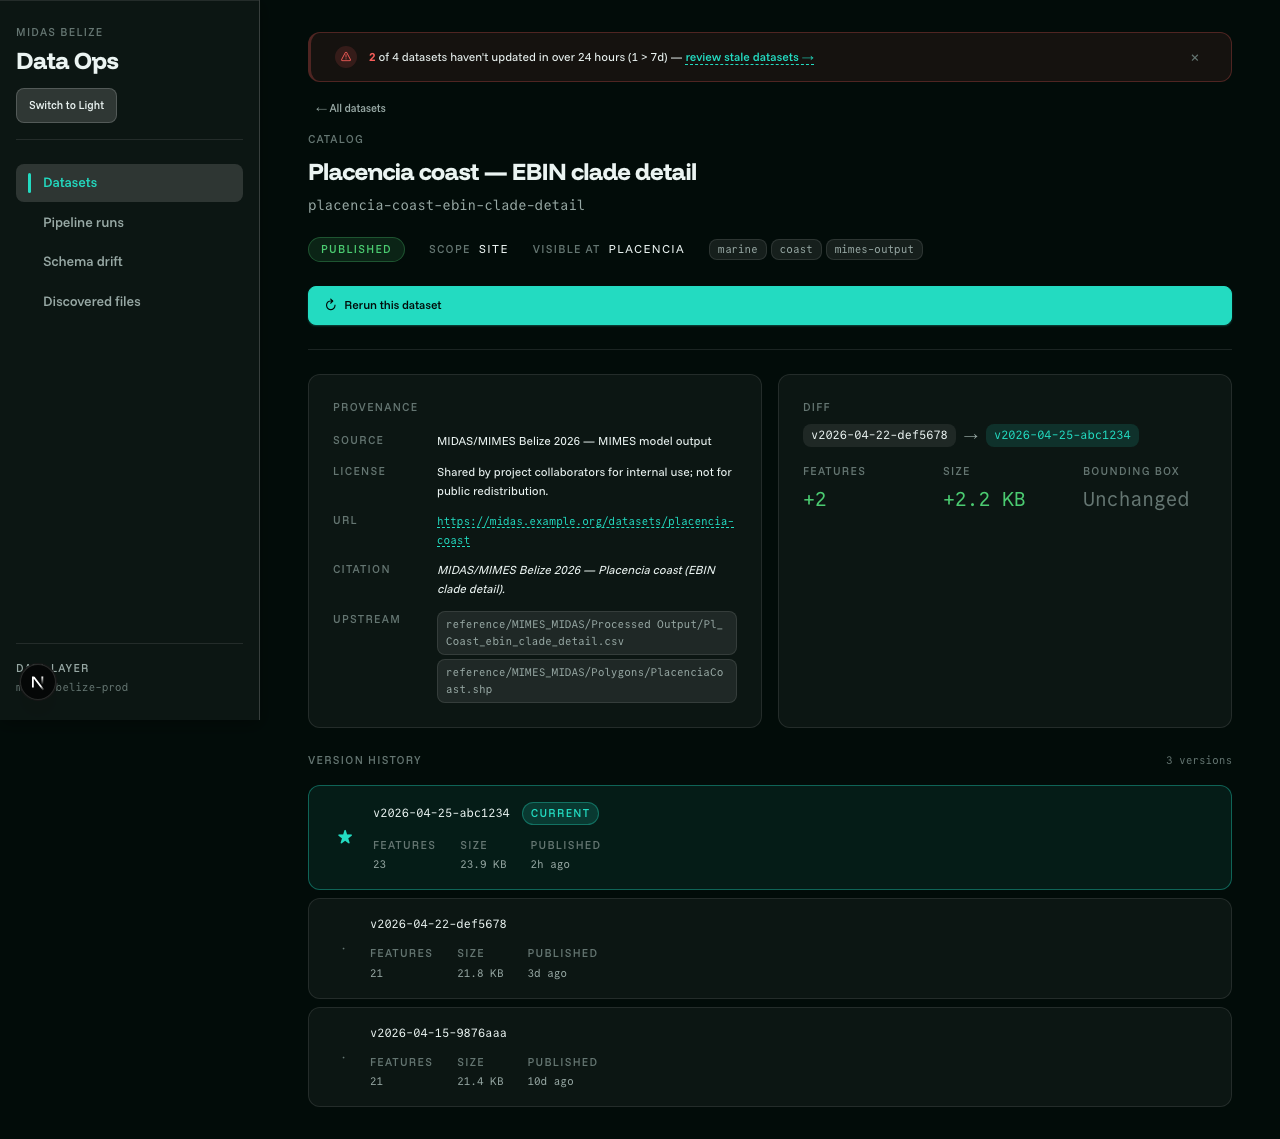 MIDAS BELIZE
Data Ops
Switch to Light
Datasets
Pipeline runs
Schema drift
Discovered files
LAYER
belize-prod
N
2 of 4 datasets haven't updated in over 24 hours (1 > 7d) — review stale datasets →
×
← All datasets
CATALOG
Placencia coast — EBIN clade detail
placencia-coast-ebin-clade-detail
PUBLISHED SCOPE SITE VISIBLE AT PLACENCIA marine coast mimes-output
Rerun this dataset
PROVENANCE
SOURCE MIDAS/MIMES Belize 2026 — MIMES model output
LICENSE Shared by project collaborators for internal use; not for
public redistribution.
URL https://midas.example.org/datasets/placencia-
coast
CITATION MIDAS/MIMES Belize 2026 — Placencia coast (EBIN
clade detail).
UPSTREAM reference/MIMES_MIDAS/Processed Output/Pl_
Coast_ebin_clade_detail.csv
reference/MIMES_MIDAS/Polygons/PlacenciaCo
ast.shp
DIFF
v2026-04-22-def5678 → v2026-04-25-abc1234
FEATURES SIZE BOUNDING BOX
+2 +2.2 KB Unchanged
VERSION HISTORY 3 versions
v2026-04-25-abc1234 CURRENT
FEATURES SIZE PUBLISHED
23 23.9 KB 2h ago
v2026-04-22-def5678
FEATURES SIZE PUBLISHED
21 21.8 KB 3d ago
v2026-04-15-9876aaa
FEATURES SIZE PUBLISHED
21 21.4 KB 10d ago